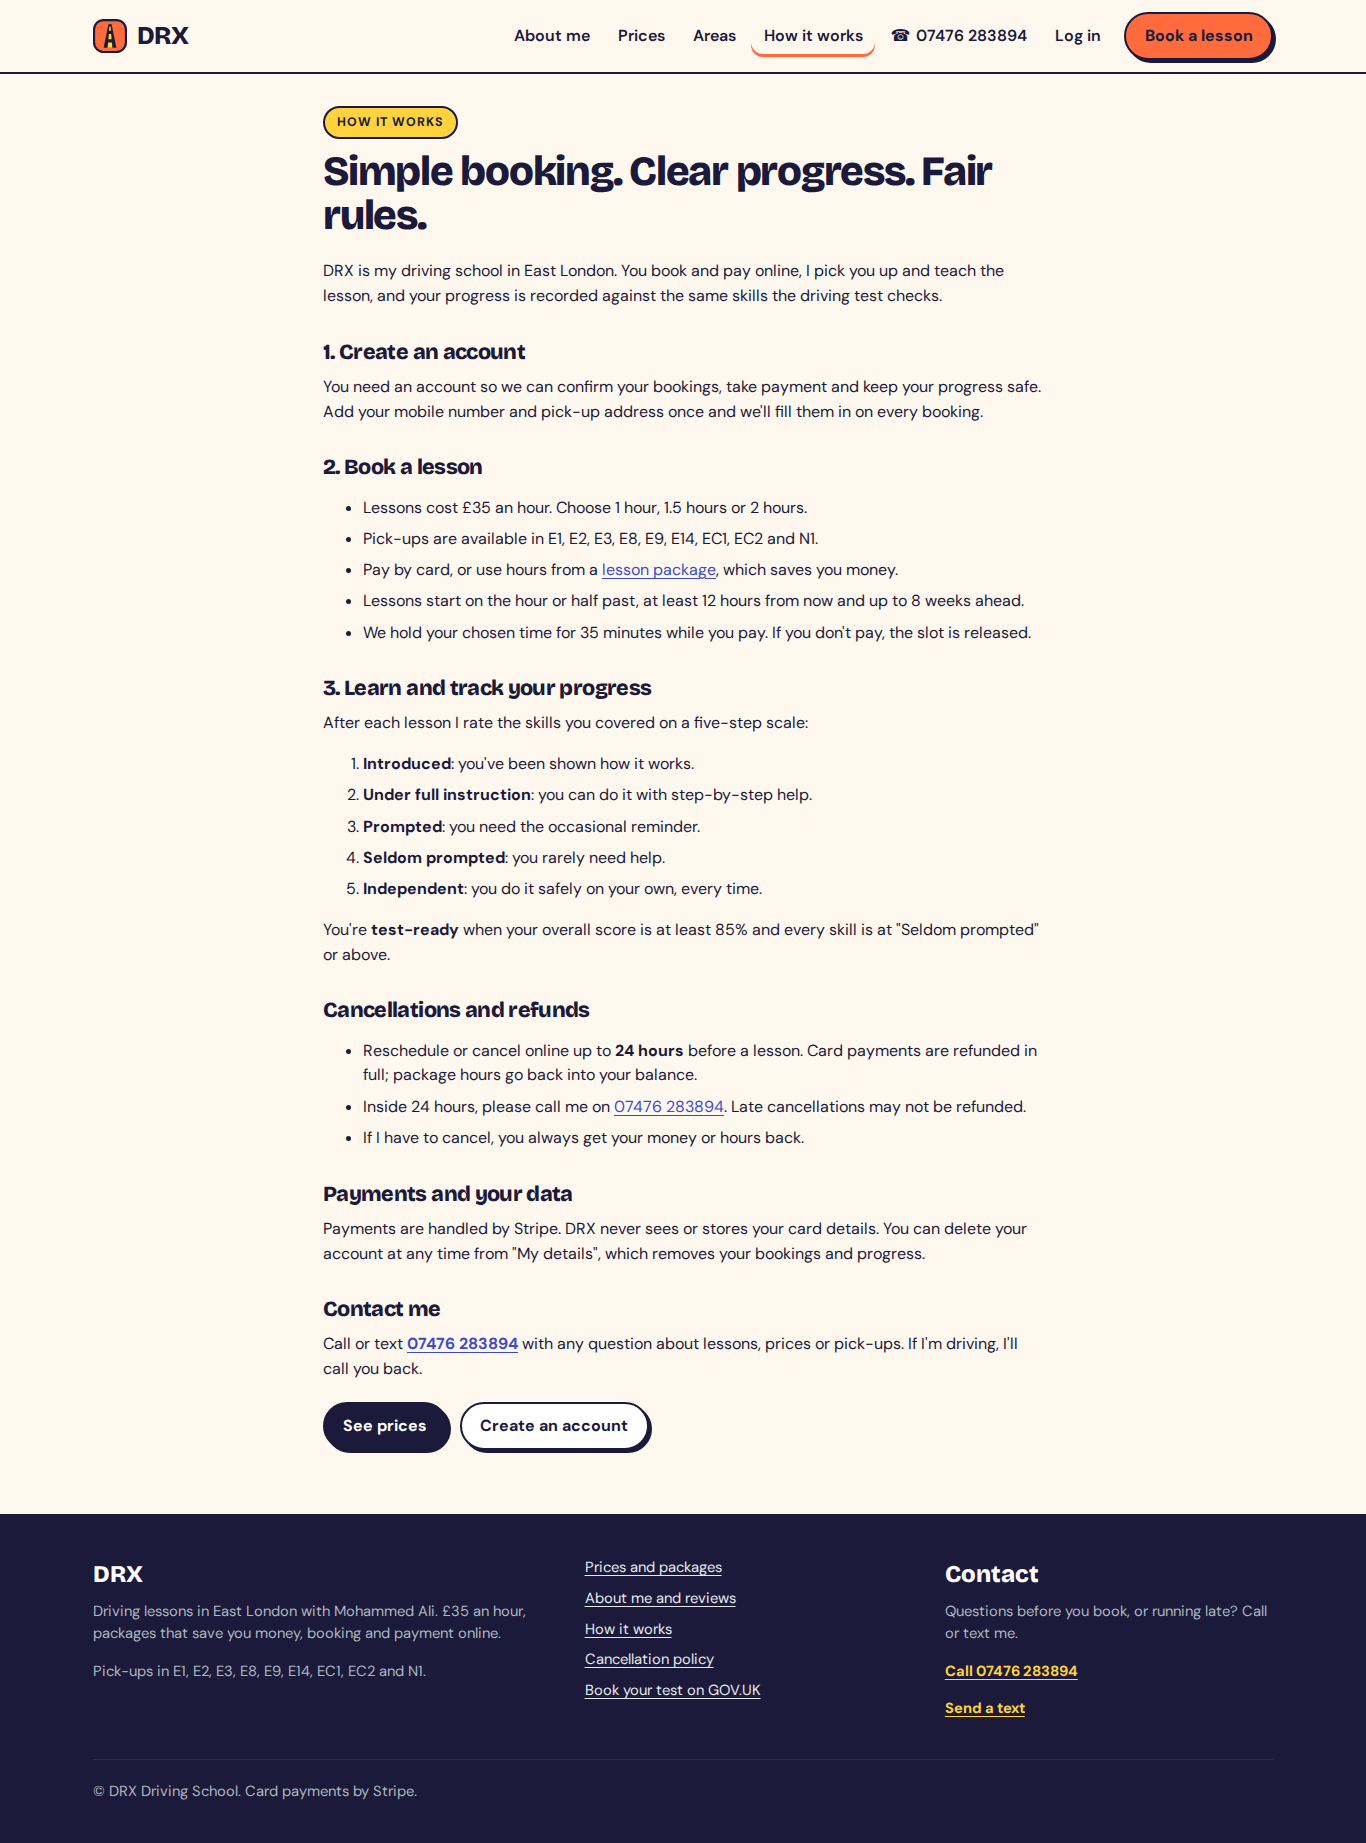 DRX
About me
Prices
Areas
How it works
☎ 07476 283894
Log in
Book a lesson
HOW IT WORKS
Simple booking. Clear progress. Fair
rules.
DRX is my driving school in East London. You book and pay online, I pick you up and teach the
lesson, and your progress is recorded against the same skills the driving test checks.
1. Create an account
You need an account so we can confirm your bookings, take payment and keep your progress safe.
Add your mobile number and pick-up address once and we'll fill them in on every booking.
2. Book a lesson
• Lessons cost £35 an hour. Choose 1 hour, 1.5 hours or 2 hours.
• Pick-ups are available in E1, E2, E3, E8, E9, E14, EC1, EC2 and N1.
• Pay by card, or use hours from a lesson package, which saves you money.
• Lessons start on the hour or half past, at least 12 hours from now and up to 8 weeks ahead.
• We hold your chosen time for 35 minutes while you pay. If you don't pay, the slot is released.
3. Learn and track your progress
After each lesson I rate the skills you covered on a five-step scale:
1. Introduced: you've been shown how it works.
2. Under full instruction: you can do it with step-by-step help.
3. Prompted: you need the occasional reminder.
4. Seldom prompted: you rarely need help.
5. Independent: you do it safely on your own, every time.
You're test-ready when your overall score is at least 85% and every skill is at "Seldom prompted"
or above.
Cancellations and refunds
• Reschedule or cancel online up to 24 hours before a lesson. Card payments are refunded in
full; package hours go back into your balance.
• Inside 24 hours, please call me on 07476 283894. Late cancellations may not be refunded.
• If I have to cancel, you always get your money or hours back.
Payments and your data
Payments are handled by Stripe. DRX never sees or stores your card details. You can delete your
account at any time from "My details", which removes your bookings and progress.
Contact me
Call or text 07476 283894 with any question about lessons, prices or pick-ups. If I'm driving, I'll
call you back.
See prices
Create an account
DRX
Driving lessons in East London with Mohammed Ali. £35 an hour,
packages that save you money, booking and payment online.
Pick-ups in E1, E2, E3, E8, E9, E14, EC1, EC2 and N1.
Prices and packages
About me and reviews
How it works
Cancellation policy
Book your test on GOV.UK
Contact
Questions before you book, or running late? Call
or text me.
Call 07476 283894
Send a text
© DRX Driving School. Card payments by Stripe.